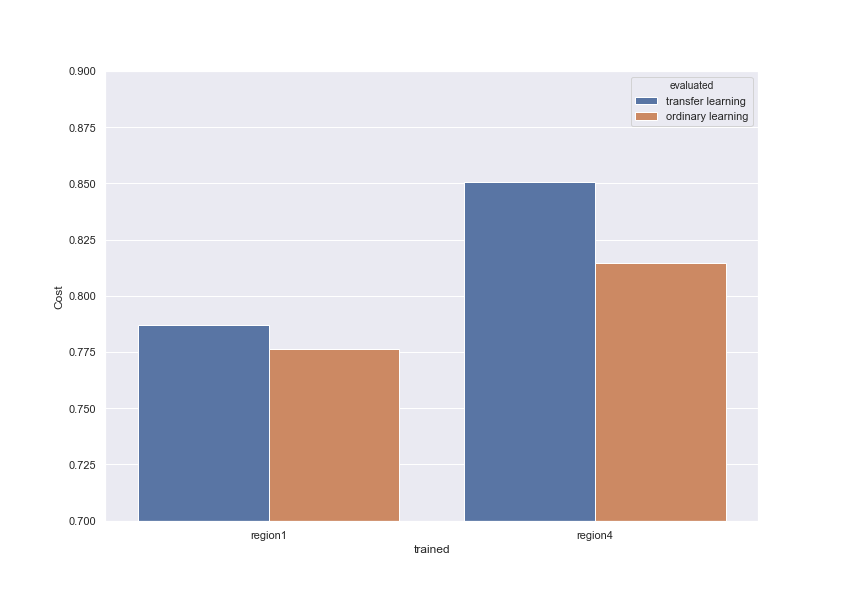 0.900
0.875
0.850
0.825
0.800
0.775
0.750
0.725
0.700
Cost
evaluated
transfer learning
ordinary learning
region1
region4
trained